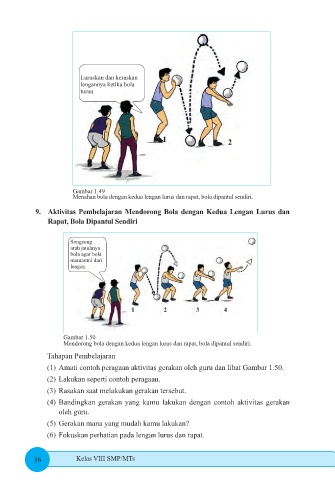 Luruskan dan keraskan
lengannya ketika bola
turun
1
2
Gambar 1.49
Menahan bola dengan kedua lengan lurus dan rapat, bola dipantul sendiri.
9. Aktivitas Pembelajaran Mendorong Bola dengan Kedua Lengan Lurus dan
Rapat, Bola Dipantul Sendiri
arah jatuhnya
bola agar bola
memantul dari
lengan
1 2 3 4
Gambar 1.50
Mendorong bola dengan kedua lengan lurus dan rapat, bola dipantul sendiri.
Tahapan Pembelajaran
(1) Amati contoh peragaan aktivitas gerakan oleh guru dan lihat Gambar 1.50.
(2) Lakukan seperti contoh peragaan.
(3) Rasakan saat melakukan gerakan tersebut.
(4) Bandingkan gerakan yang kamu lakukan dengan contoh aktivitas gerakan
oleh guru.
(5) Gerakan mana yang mudah kamu lakukan?
(6) Fokuskan perhatian pada lengan lurus dan rapat.
36 Kelas VIII SMP/MTs